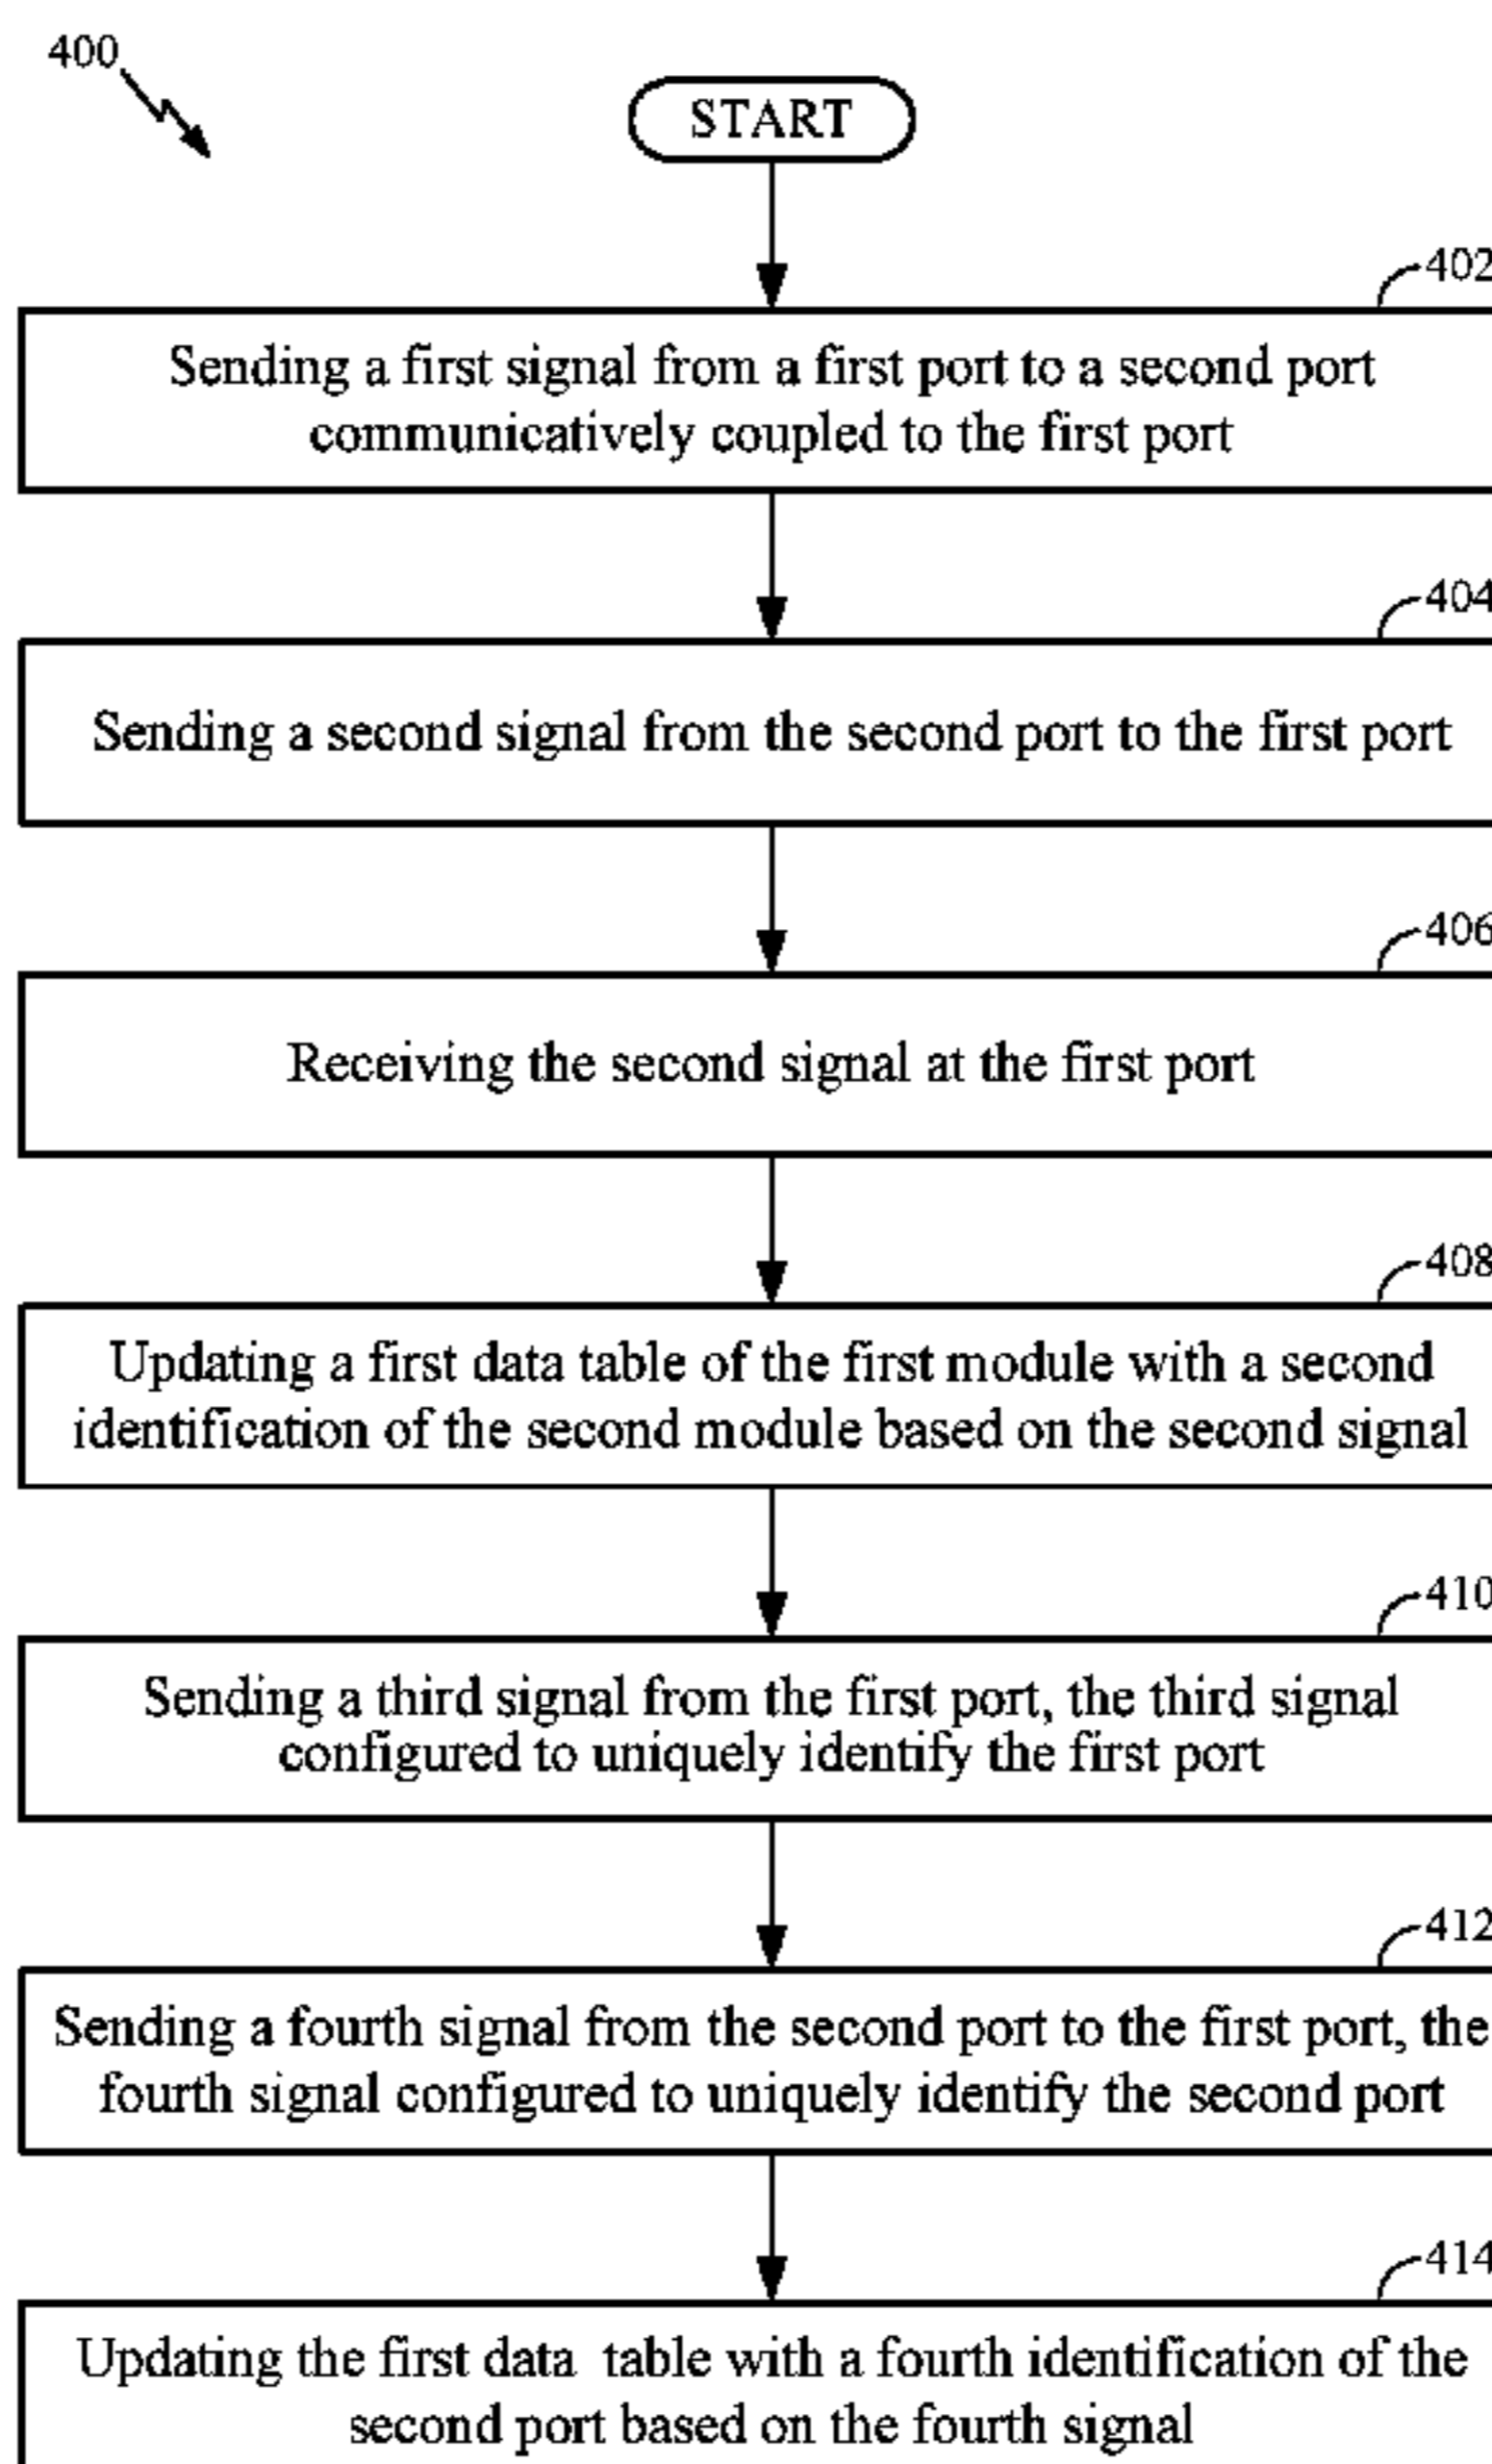 400
START
402
Sending a first signal from a first port to a second port
communicatively coupled to the first port
404
Sending a second signal from the second port to the first port
406
Receiving the second signal at the first port
408
Updating a first data table of the first module with a second
identification of the second module based on the second signal
410
Sending a third signal from the first port, the third signal
configured to uniquely identify the first port
412
Sending a fourth signal from the second port to the first port, the
fourth signal configured to uniquely identify the second port
414
Updating the first data table with a fourth identification of the
second port based on the fourth signal